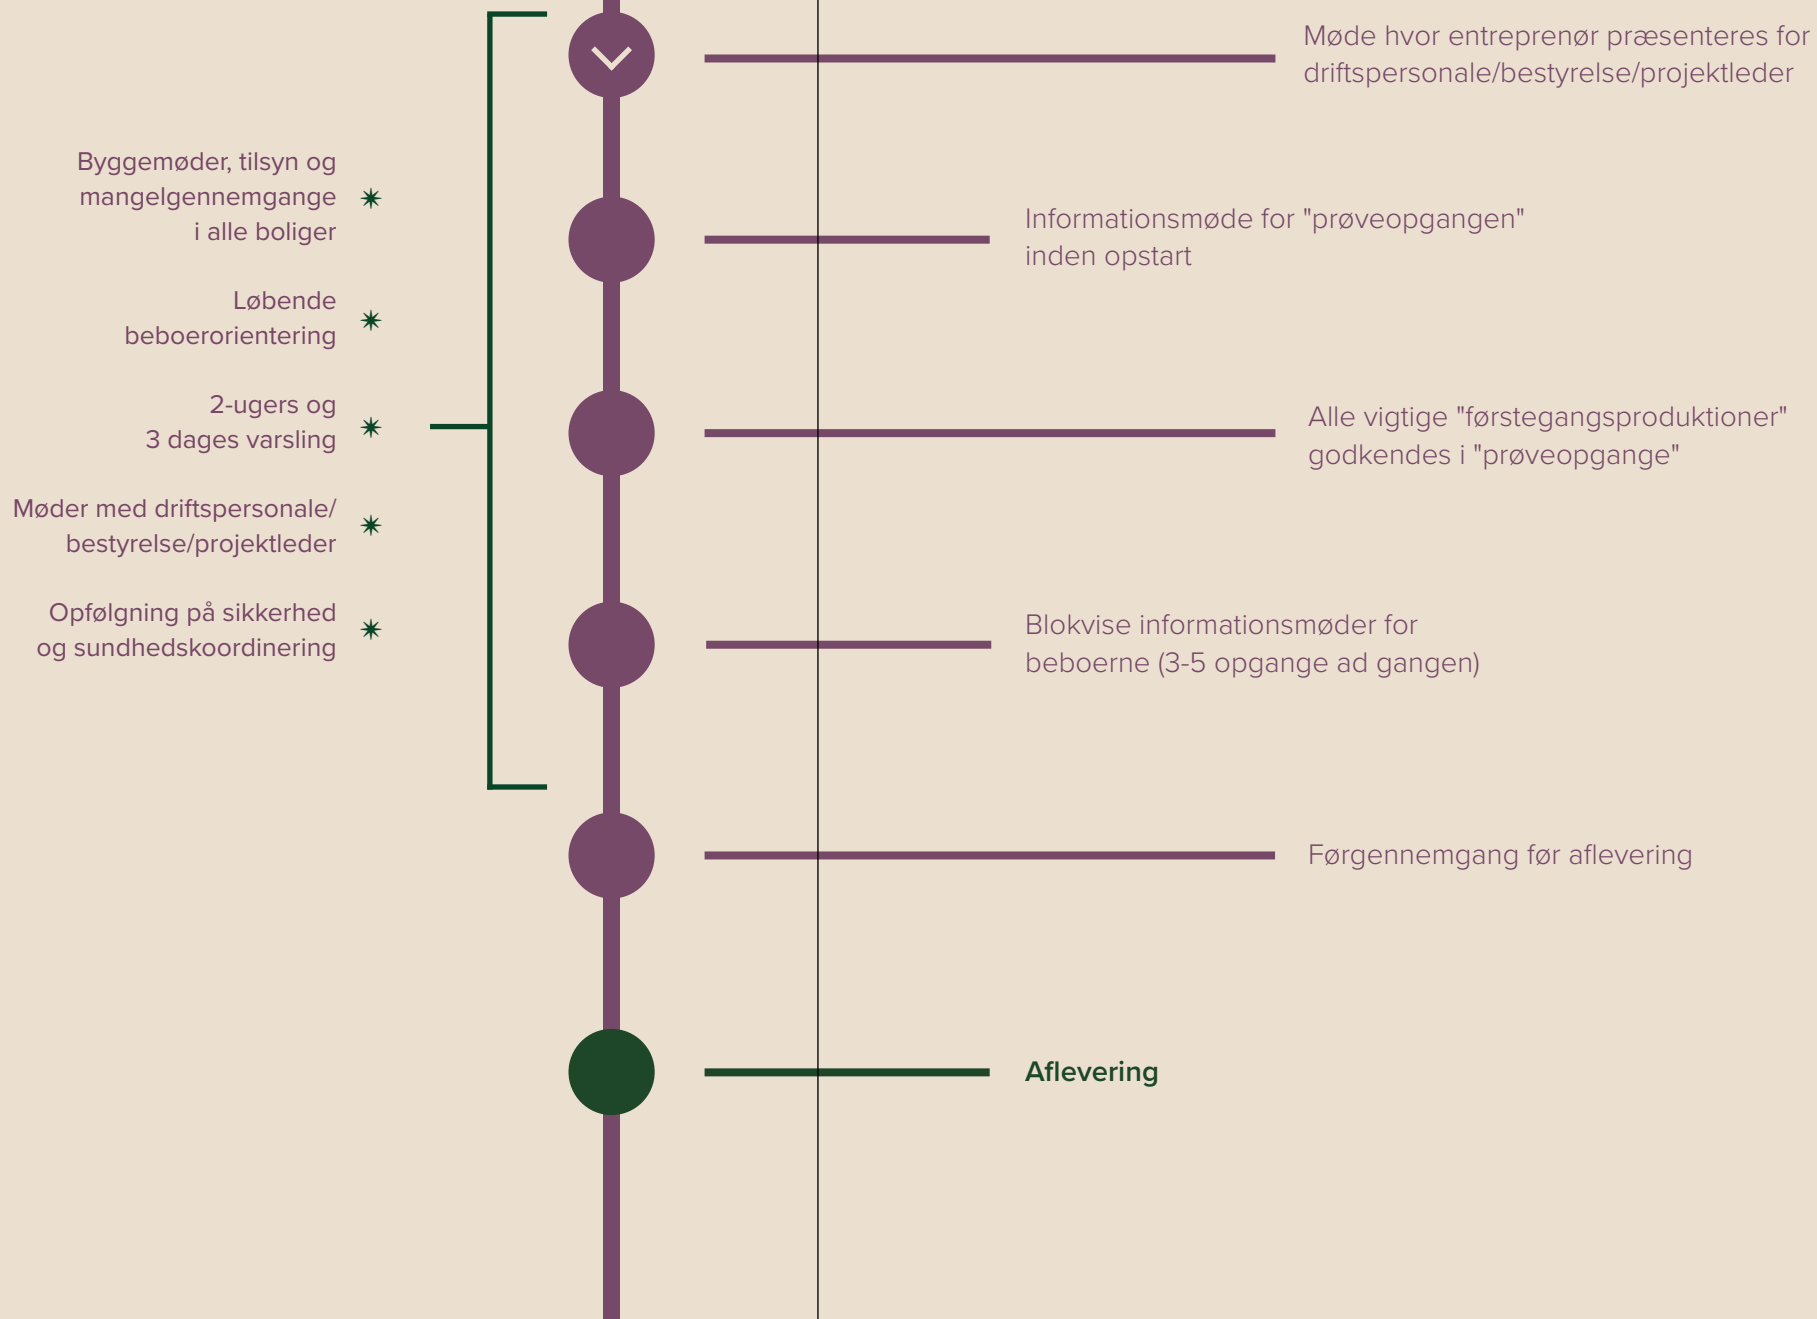 Møde hvor entreprenør præsenteres for
driftspersonale/bestyrelse/projektleder
Byggemøder, tilsyn og
mangelgennemgange
i alle boliger
Løbende
beboerorientering
2-ugers og
3 dages varsling
Møder med driftspersonale/
bestyrelse/projektleder
Opfølgning på sikkerhed
og sundhedskoordinering
Informationsmøde for "prøveopgangen"
inden opstart
Alle vigtige "førstegangsproduktioner"
godkendes i "prøveopgange"
Blokvise informationsmøder for
beboerne (3-5 opgange ad gangen)
Førgennemgang før aflevering
Aflevering